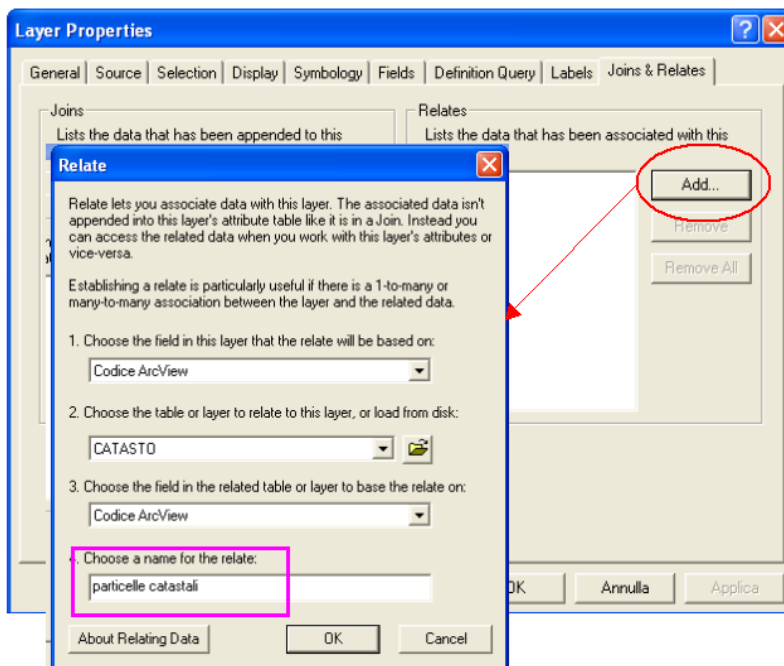 Layer Properties
General Source Selection Display Symbology Fields Definition Query Labels Joins & Relates
Joins
Lists the data that has been appended to this
Relates
Lists the data that has been associated with this
Add...
Remove
Remove All
Relate
Relate lets you associate data with this layer. The associated data isn't
appended into this layer's attribute table like it is in a Join. Instead you
can access the related data when you work with this layer's attributes or
vice-versa.
Establishing a relate is particularly useful if there is a 1-to-many or
many-to-many association between the layer and the related data.
1. Choose the field in this layer that the relate will be based on:
Codice ArcView
2. Choose the table or layer to relate to this layer, or load from disk:
CATASTO
3. Choose the field in the related table or layer to base the relate on:
Codice ArcView
4. Choose a name for the relate:
particelle catastali
About Relating Data OK Cancel
OK Annulla Applica